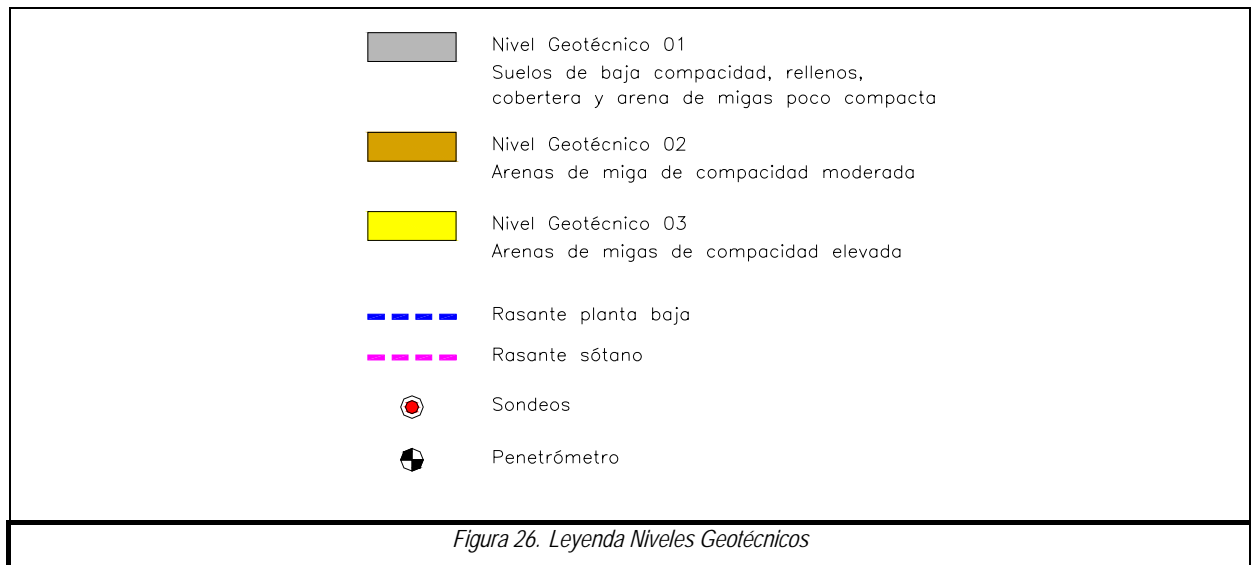 Nivel Geotécnico 01
Suelos de baja compacidad, rellenos,
cobertera y arena de migas poco compacta
Nivel Geotécnico 02
Arenas de miga de compacidad moderada
Nivel Geotécnico 03
Arenas de migas de compacidad elevada
Rasante planta baja
Rasante sótano
Sondeos
Penetrómetro
Figura 26. Leyenda Niveles Geotécnicos